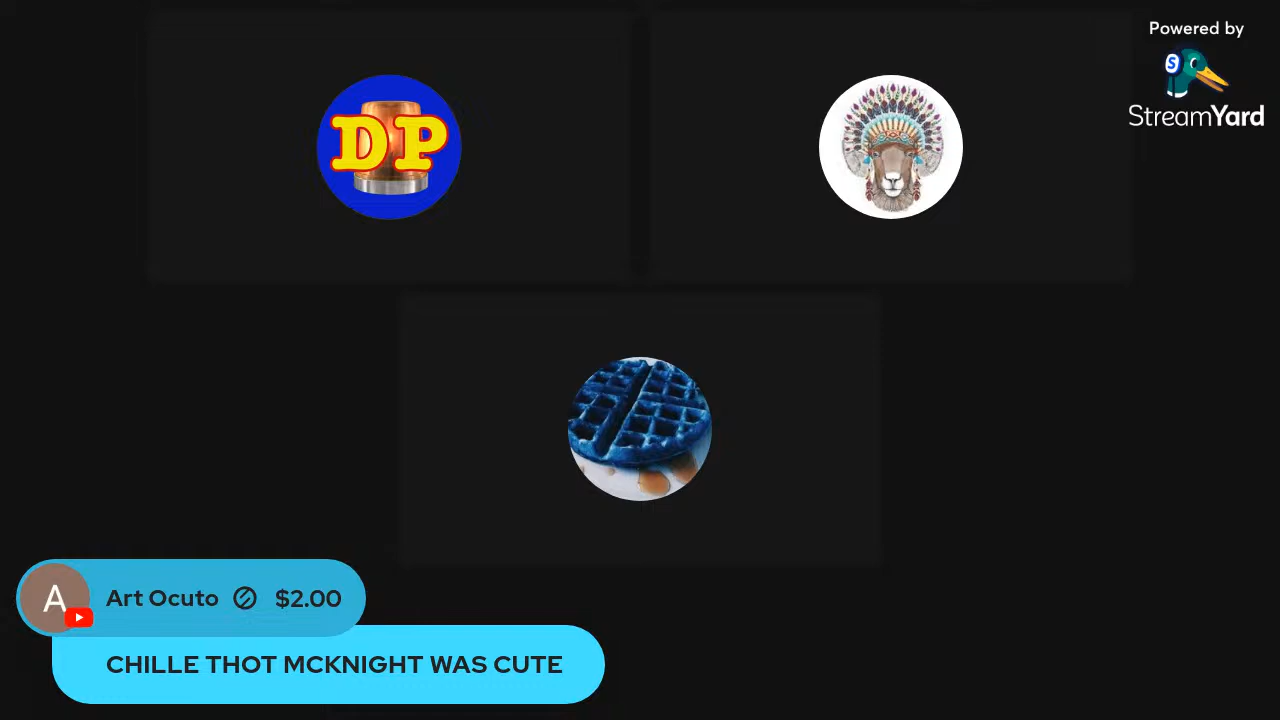 Powered by
S
StreamYard
DP
A
Art Ocuto $2.00
CHILLE THOT MCKNIGHT WAS CUTE